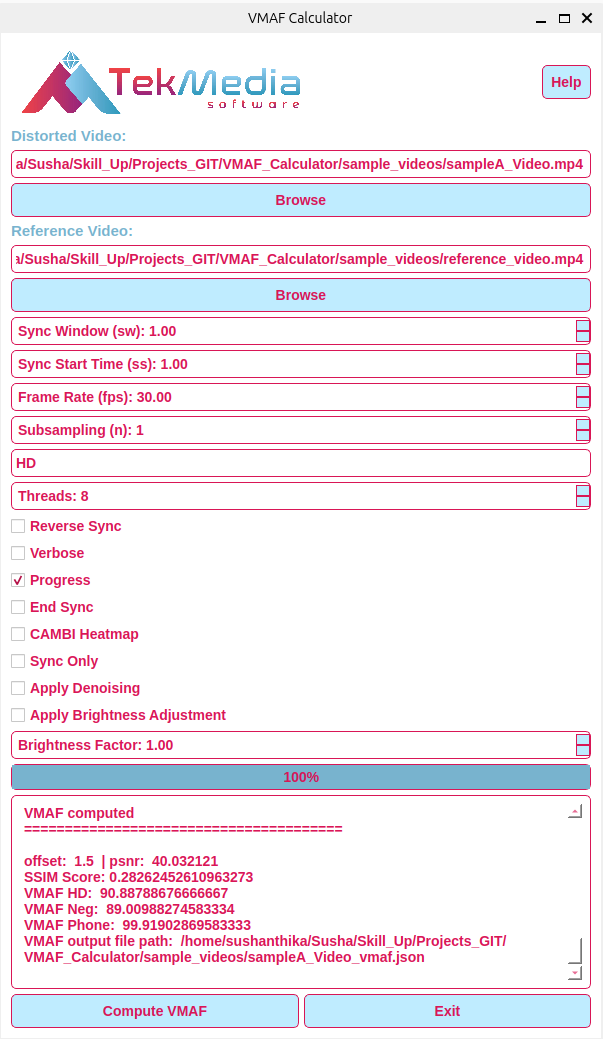 VMAF Calculator
TekMedia
software
Help
Distorted Video:
a/Susha/Skill_Up/Projects_GIT/VMAF_Calculator/sample_videos/sampleA_Video.mp4
Browse
Reference Video:
a/Susha/Skill_Up/Projects_GIT/VMAF_Calculator/sample_videos/reference_video.mp4
Browse
Sync Window (sw): 1.00
Sync Start Time (ss): 1.00
Frame Rate (fps): 30.00
Subsampling (n): 1
HD
Threads: 8
Reverse Sync
Verbose
Progress
End Sync
CAMBI Heatmap
Sync Only
Apply Denoising
Apply Brightness Adjustment
Brightness Factor: 1.00
100%
VMAF computed
=======================================
offset:  1.5  | psnr:  40.032121
SSIM Score: 0.28262452610963273
VMAF HD:  90.88788676666667
VMAF Neg:  89.00988274583334
VMAF Phone:  99.91902869583333
VMAF output file path:  /home/sushanthika/Susha/Skill_Up/Projects_GIT/
VMAF_Calculator/sample_videos/sampleA_Video_vmaf.json
Compute VMAF
Exit